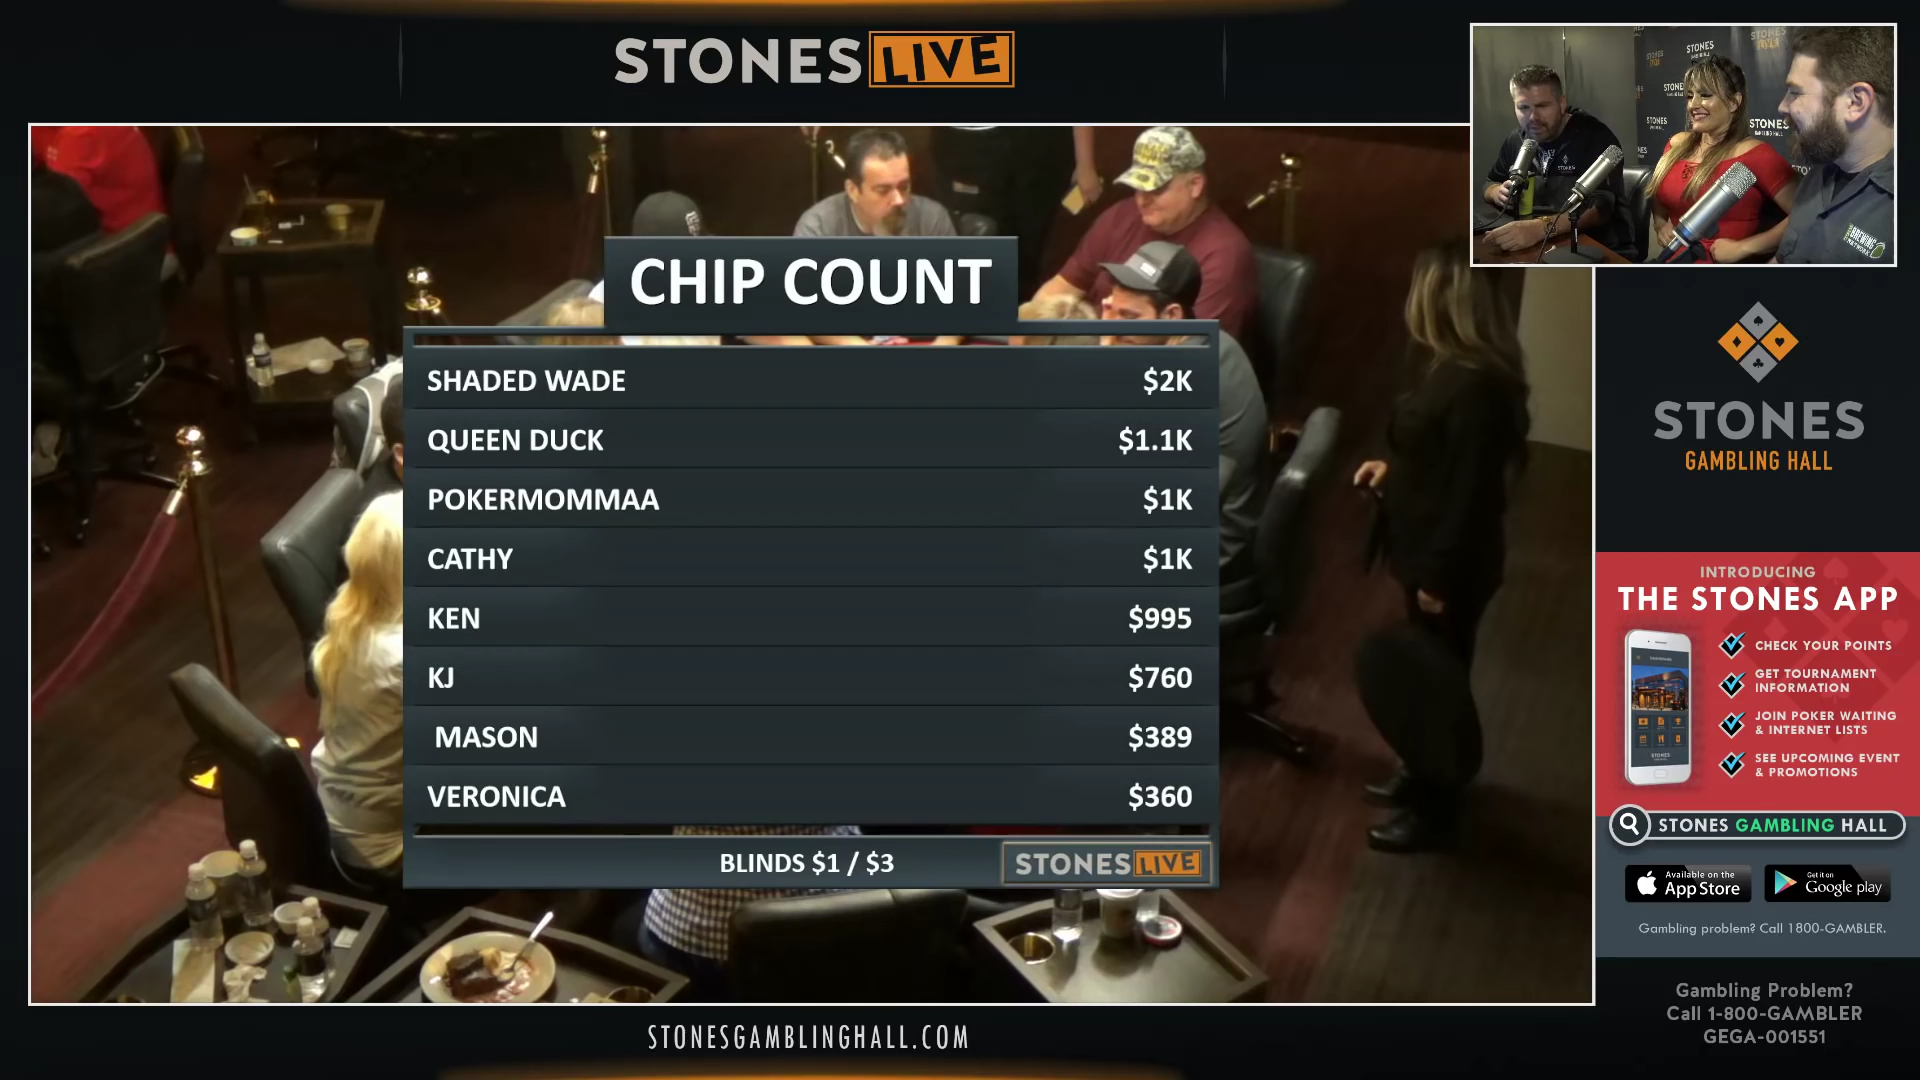 STONES LIVE
CHIP COUNT
SHADED WADE $2K
QUEEN DUCK $1.1K
POKERMOMMAA $1K
CATHY $1K
KEN $995
KJ $760
MASON $389
VERONICA $360
BLINDS $1 / $3
STONES LIVE
STONESGAMBLINGHALL.COM
STONES
STONES
STONES
GAMBLING HALL
INTRODUCING
THE STONES APP
CHECK YOUR POINTS
GET TOURNAMENT
INFORMATION
JOIN POKER WAITING
& INTERNET LISTS
SEE UPCOMING EVENT
& PROMOTIONS
STONES GAMBLING HALL
Available on the
App Store
Get it on
Google play
Gambling problem? Call 1800-GAMBLER.
Gambling Problem?
Call 1-800-GAMBLER
GEGA-001551